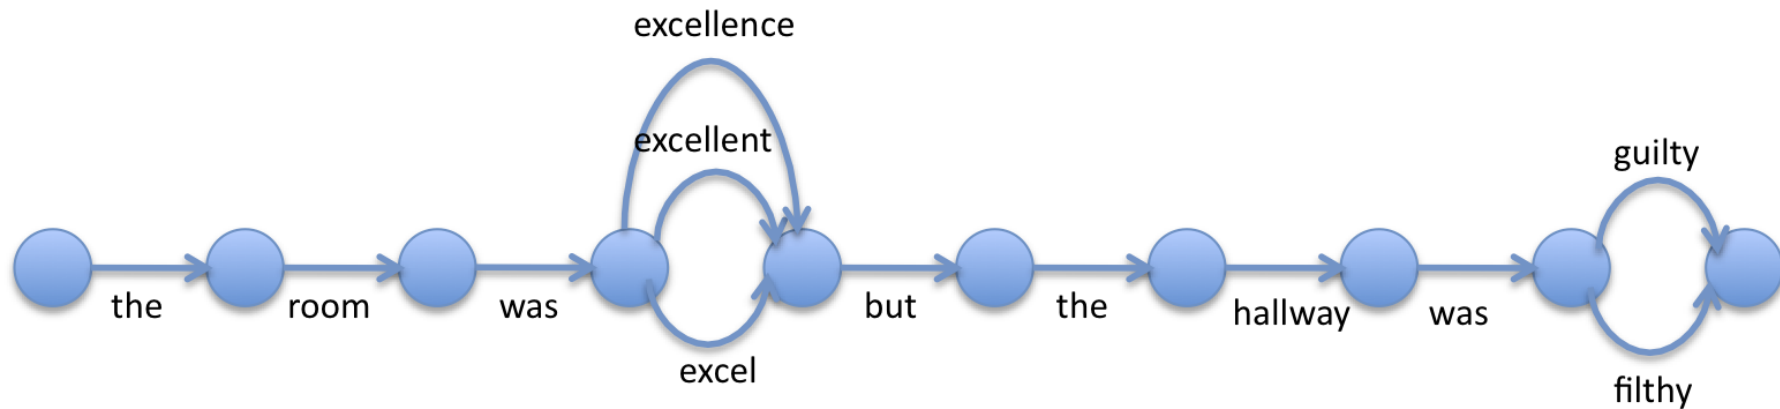 excellence
excellent
guilty
the room was but the hallway was
excel
filthy